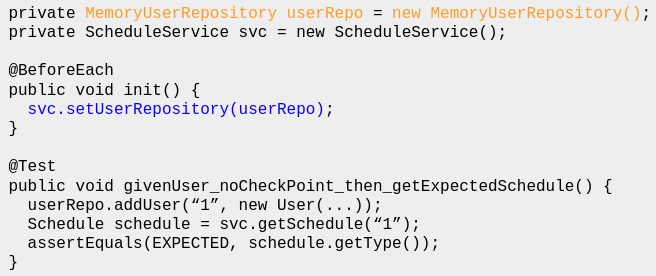 private MemoryUserRepository userRepo = new MemoryUserRepository();
private ScheduleService svc = new ScheduleService();
@BeforeEach
public void init() {
svc.setUserRepository(userRepo);
}
@Test
public void givenUser_noCheckPoint_then_getExpectedSchedule() {
userRepo.addUser(“1”, new User(...));
Schedule schedule = svc.getSchedule(“1”);
assertEquals(EXPECTED, schedule.getType());
}